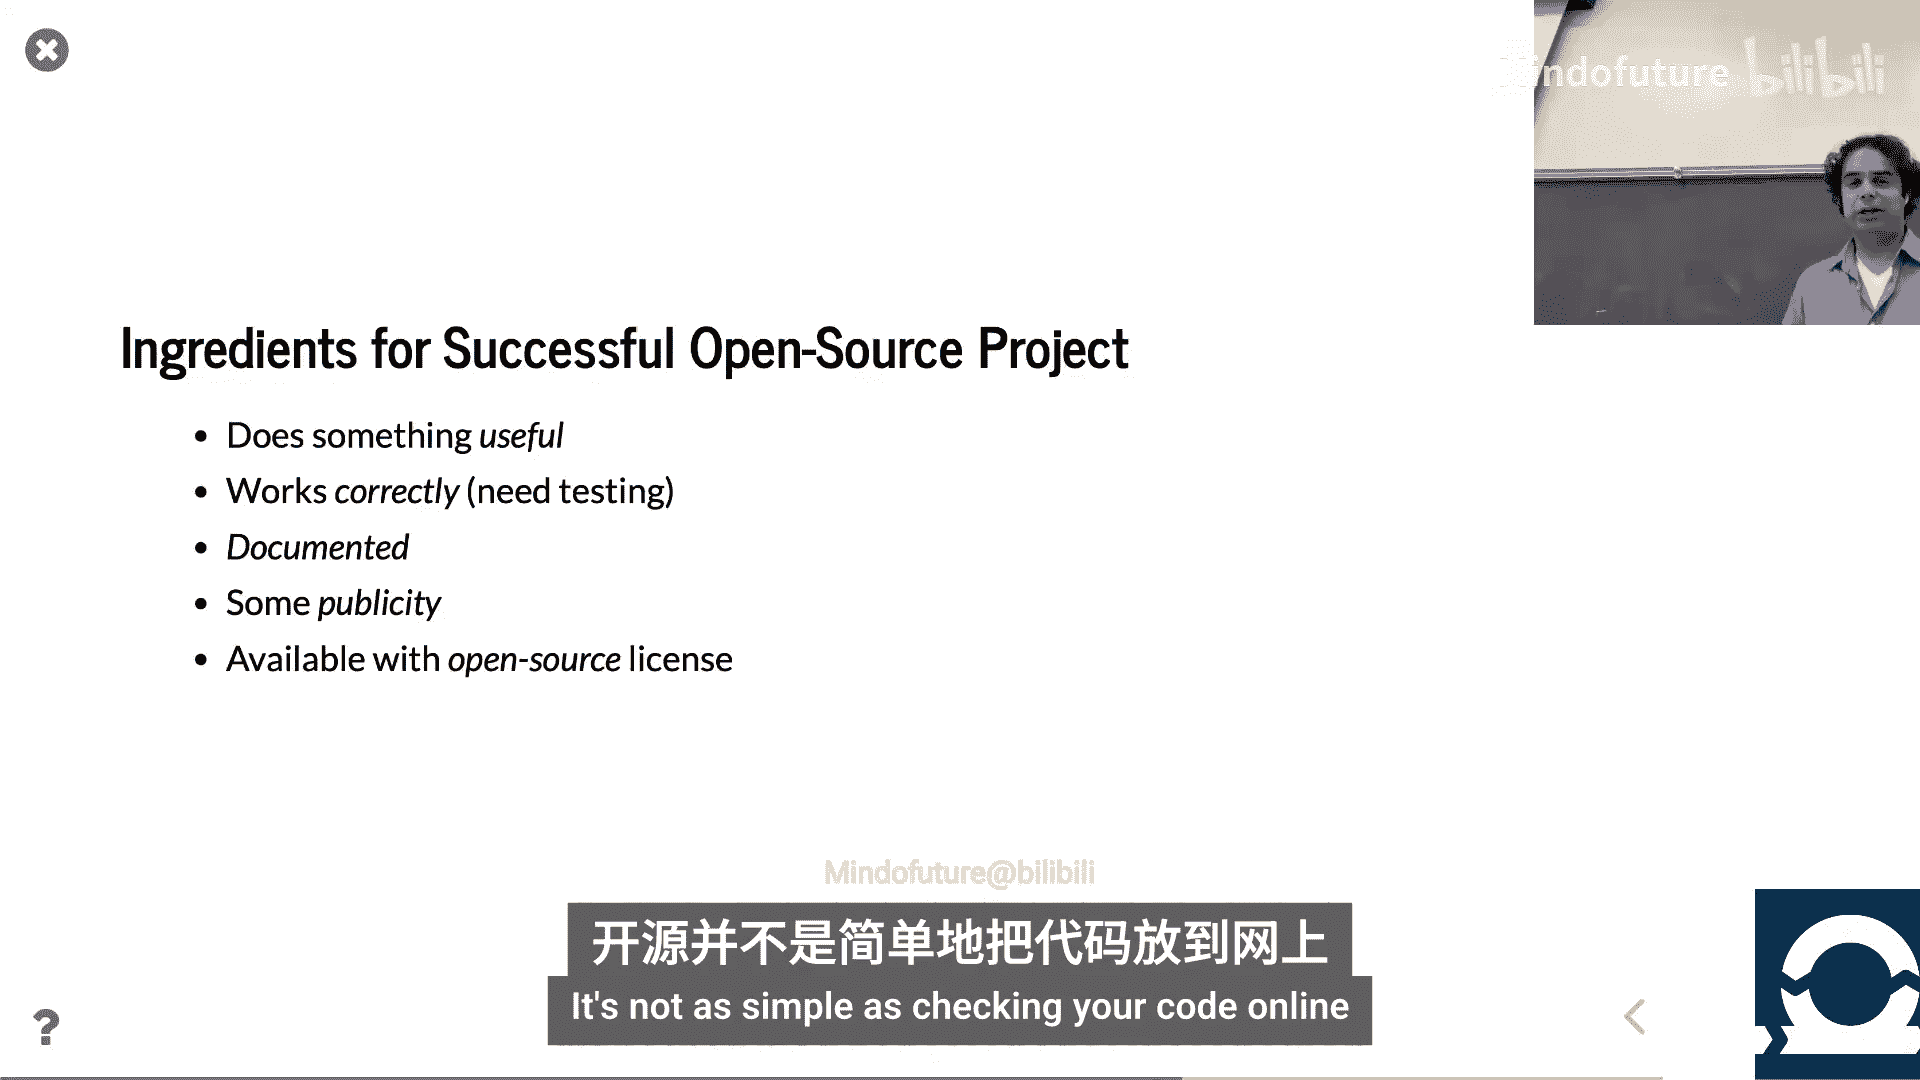 Mindofuture bilibili
Ingredients for Successful Open-Source Project
• Does something useful
• Works correctly (need testing)
• Documented
• Some publicity
• Available with open-source license
Mindofuture@bilibili
开源并不是简单地把代码放到网上
It's not as simple as checking your code online
?